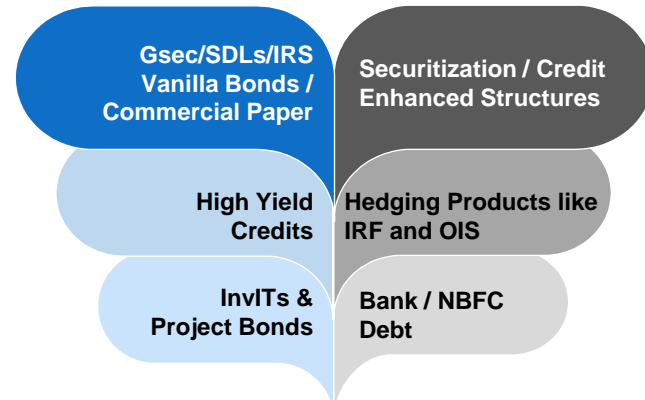 Gsec/SDLs/IRS
Vanilla Bonds /
Commercial Paper
Securitization / Credit
Enhanced Structures
High Yield
Credits
Hedging Products like
IRF and OIS
InvITs &
Project Bonds
Bank / NBFC
Debt